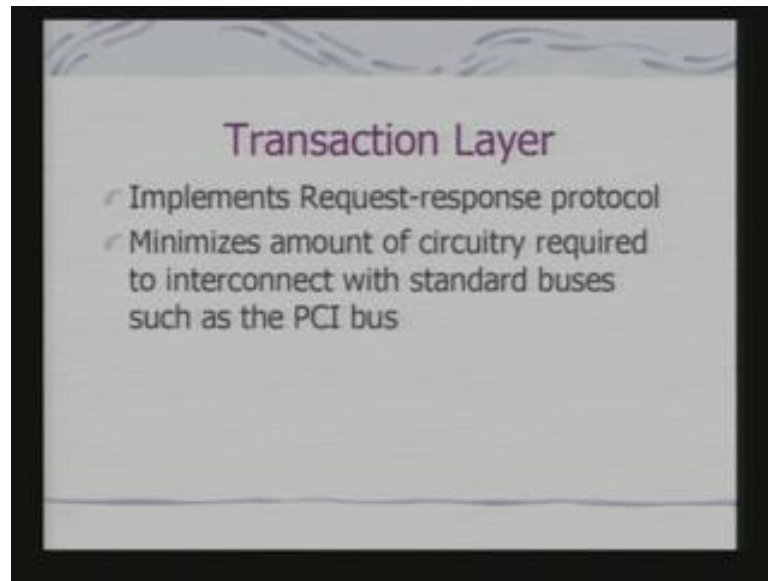 Transaction Layer
Implements Request-response protocol
Minimizes amount of circuitry required
to interconnect with standard buses
such as the PCI bus